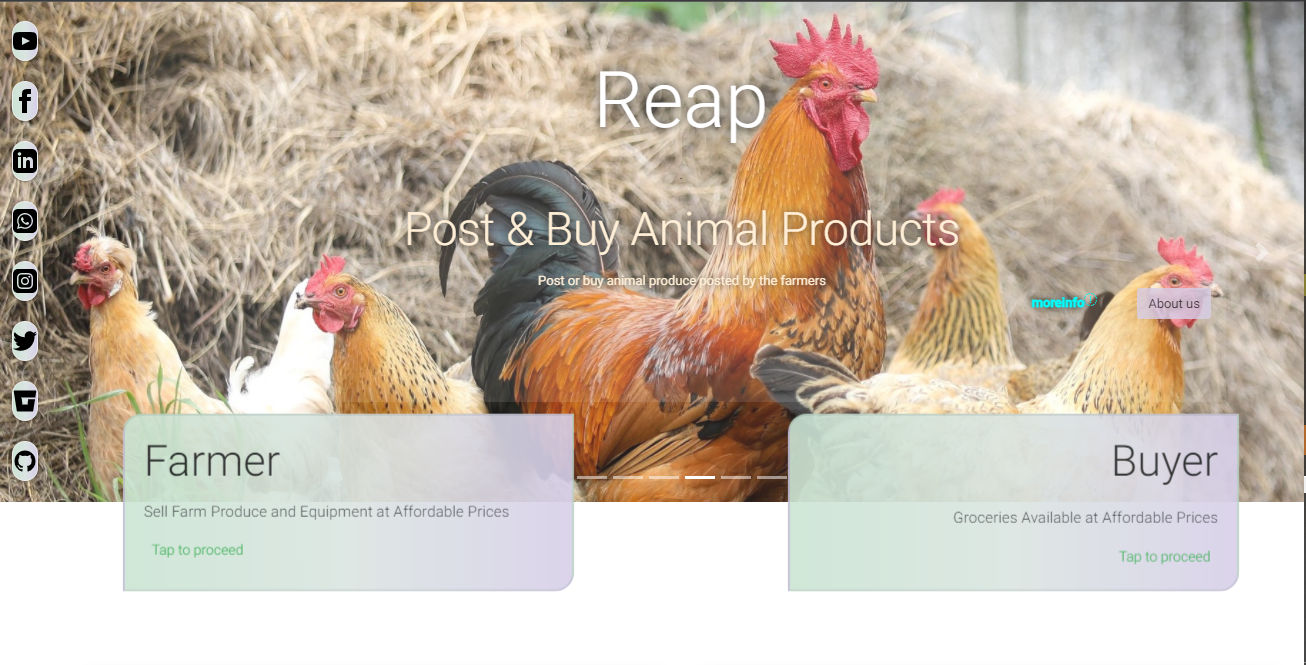 Reap
Post & Buy Animal Products
Post or buy animal produce posted by the farmers
moreinfo
About us
Farmer
Sell Farm Produce and Equipment at Affordable Prices
Tap to proceed
Buyer
Groceries Available at Affordable Prices
Tap to proceed